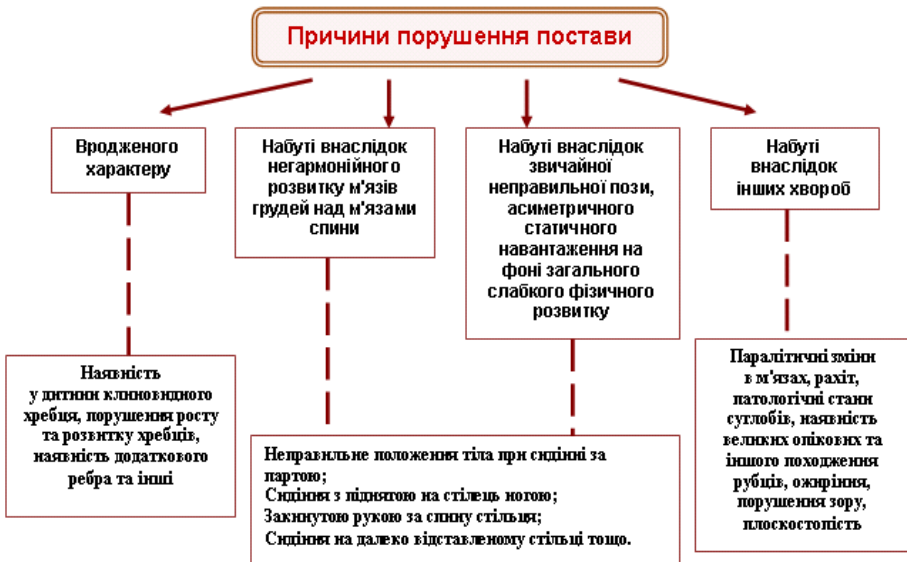 Причини порушення постави
Вродженого
характеру
Набуті внаслідок
негармонійного
розвитку м'язів
грудей над м'язами
спини
Набуті внаслідок
звичайної
неправильної пози,
асиметричного
статичного
навантаження на
фоні загального
слабкого фізичного
розвитку
Набуті
внаслідок
інших хвороб
Наявність
у дитини клиновидного
хребця, порушення росту
та розвитку хребців,
наявність додаткового
ребра та інші
Неправильне положення тіла при сидінні за
партою;
Сидіння з піднятою на стілець ногою;
Закинутою рукою за спину стільця;
Сидіння на далеко відставленому стільці тощо.
Паралітичні зміни
в м'язах, рахіт,
патологічні стани
суглобів, наявність
великих опікових та
іншого походження
рубців, ожиріння,
порушення зору,
плоскостопість